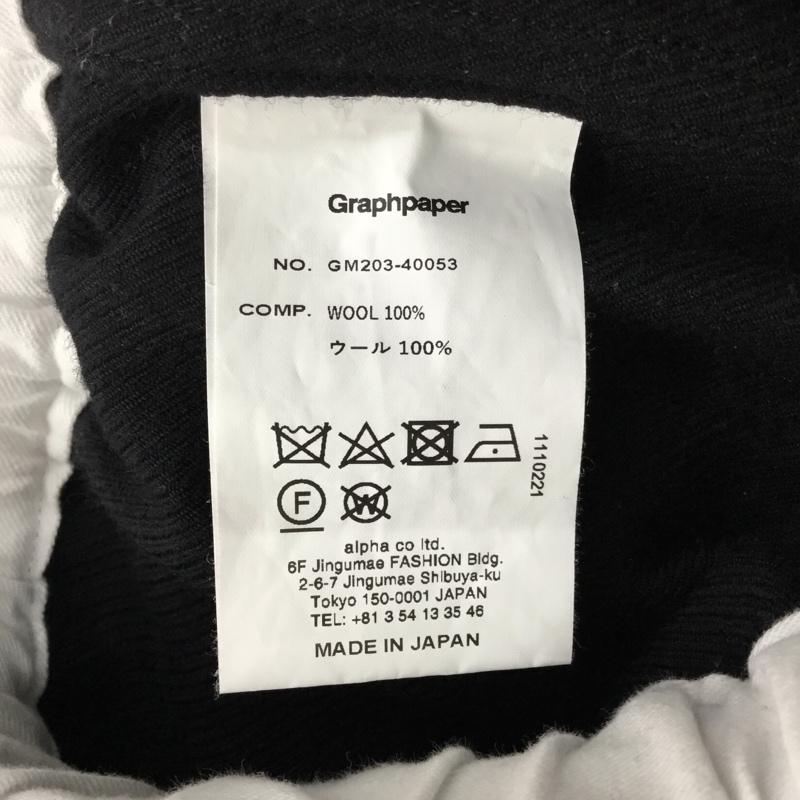 Graphpaper
NO. GM203-40053
COMP. WOOL 100%
ウール 100%
1110221
F
W
alpha co ltd.
6F Jingumae FASHION Bldg.
2-6-7 Jingumae Shibuya-ku
Tokyo 150-0001 JAPAN
TEL: +81 3 54 13 35 46
MADE IN JAPAN